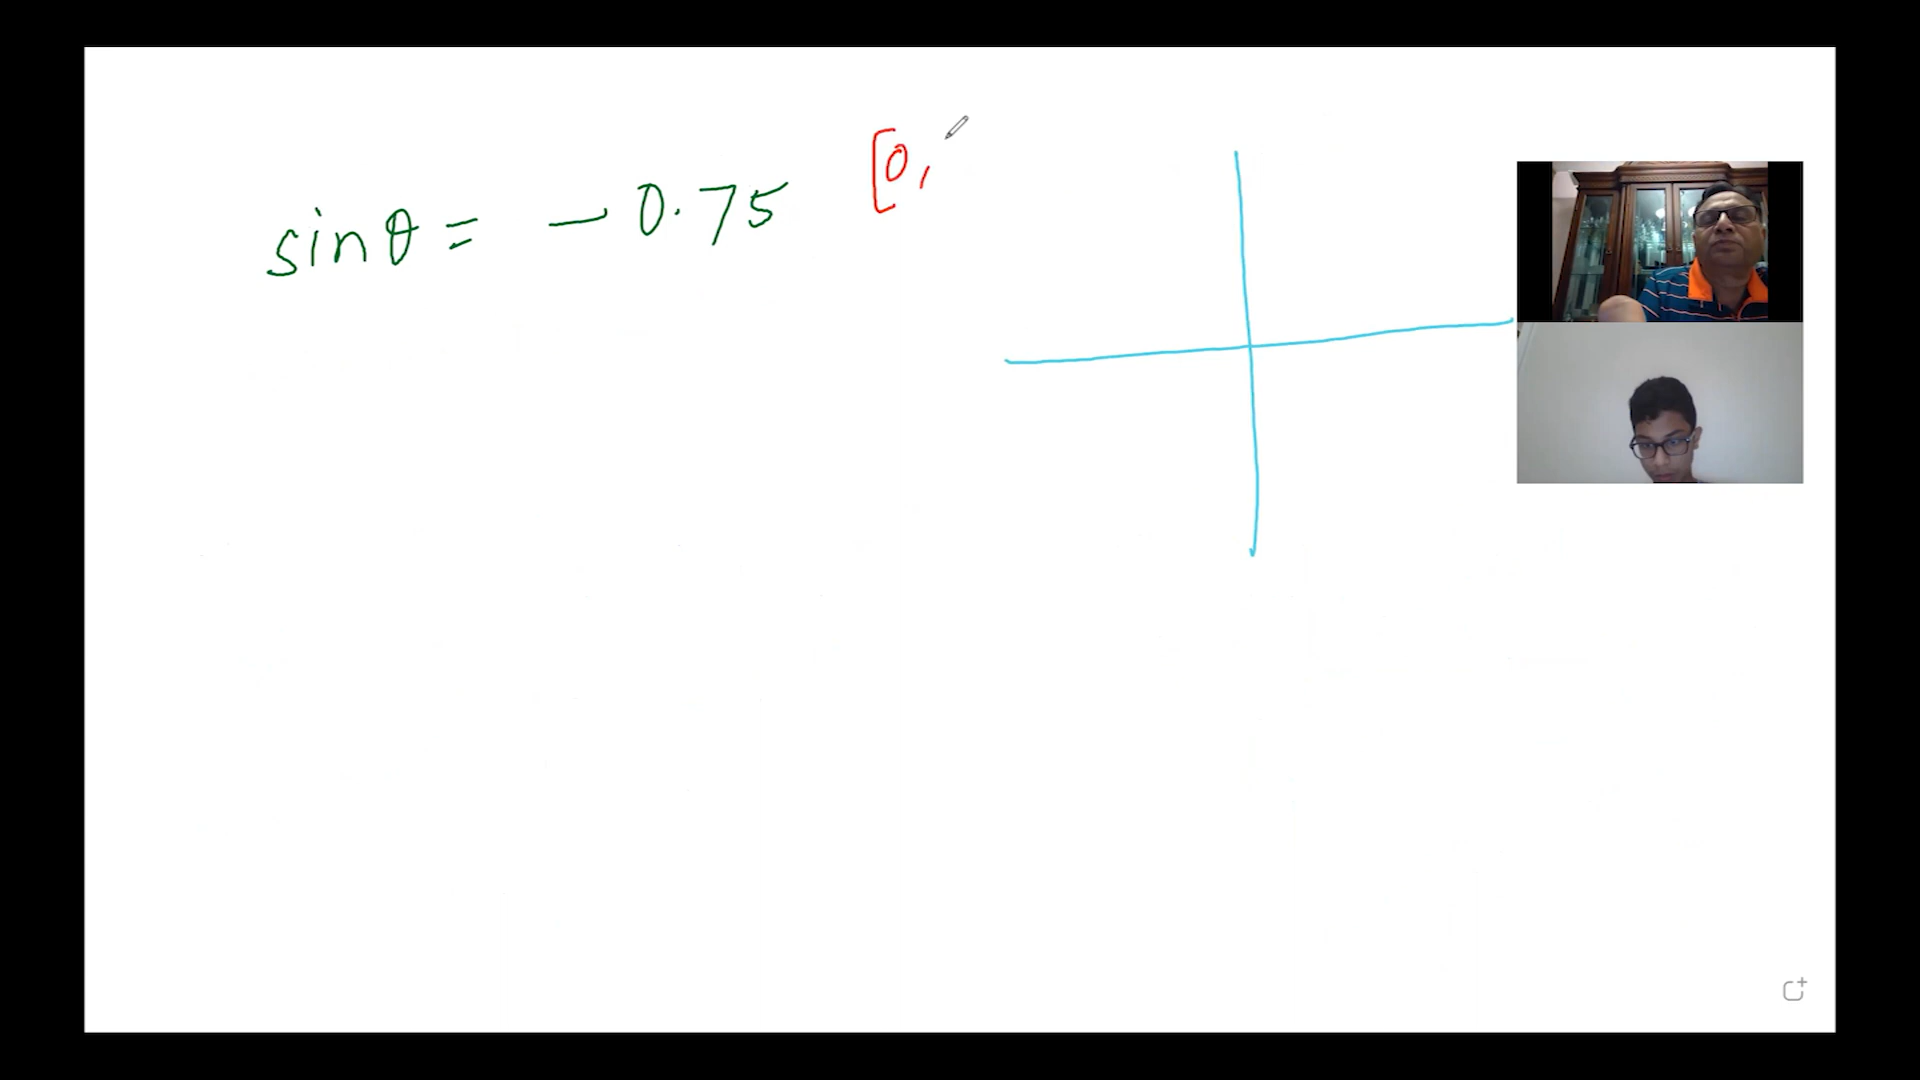 sinθ = - 0.75 [0,